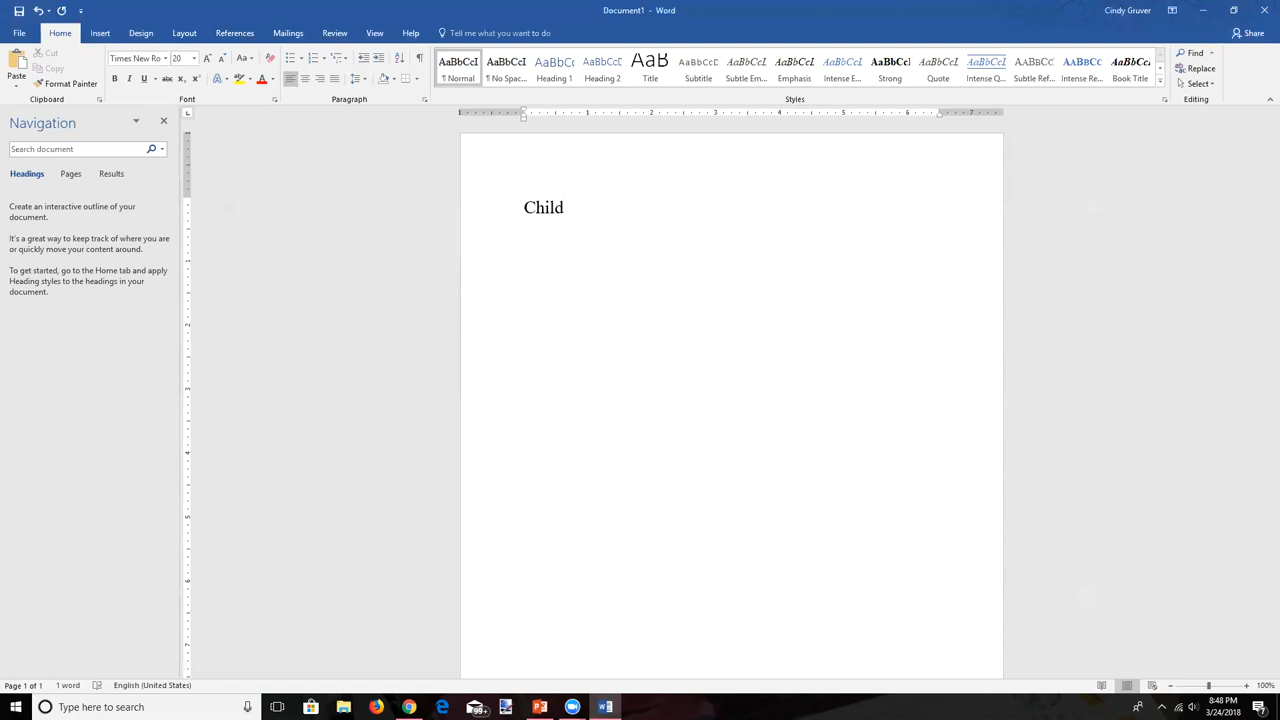 Document1 - Word
Cindy Gruver
File Home Insert Design Layout References Mailings Review View Help Tell me what you want to do Share
Paste
Cut
Copy
Format Painter
Clipboard
Times New Ro 20
Font
Paragraph
AaBbCcI AaBbCcI AaBbCc AaBbCcI AaB AaBbCcD AaBbCcI AaBbCcI AaBbCcI AaBbCcI AaBbCcI AaBbCcI AaBbCcI AaBbCc AaBbCcI
¶ Normal ¶ No Spac... Heading 1 Heading 2 Title Subtitle Subtle Em... Emphasis Intense E... Strong Quote Intense Q... Subtle Ref... Intense Re... Book Title
Styles
Find
Replace
Select
Editing
Navigation
Search document
Headings Pages Results
Create an interactive outline of your
document.
It's a great way to keep track of where you are
or quickly move your content around.
To get started, go to the Home tab and apply
Heading styles to the headings in your
document.
Child
Page 1 of 1 1 word English (United States) 100%
Type here to search
99+
8:48 PM
3/24/2018